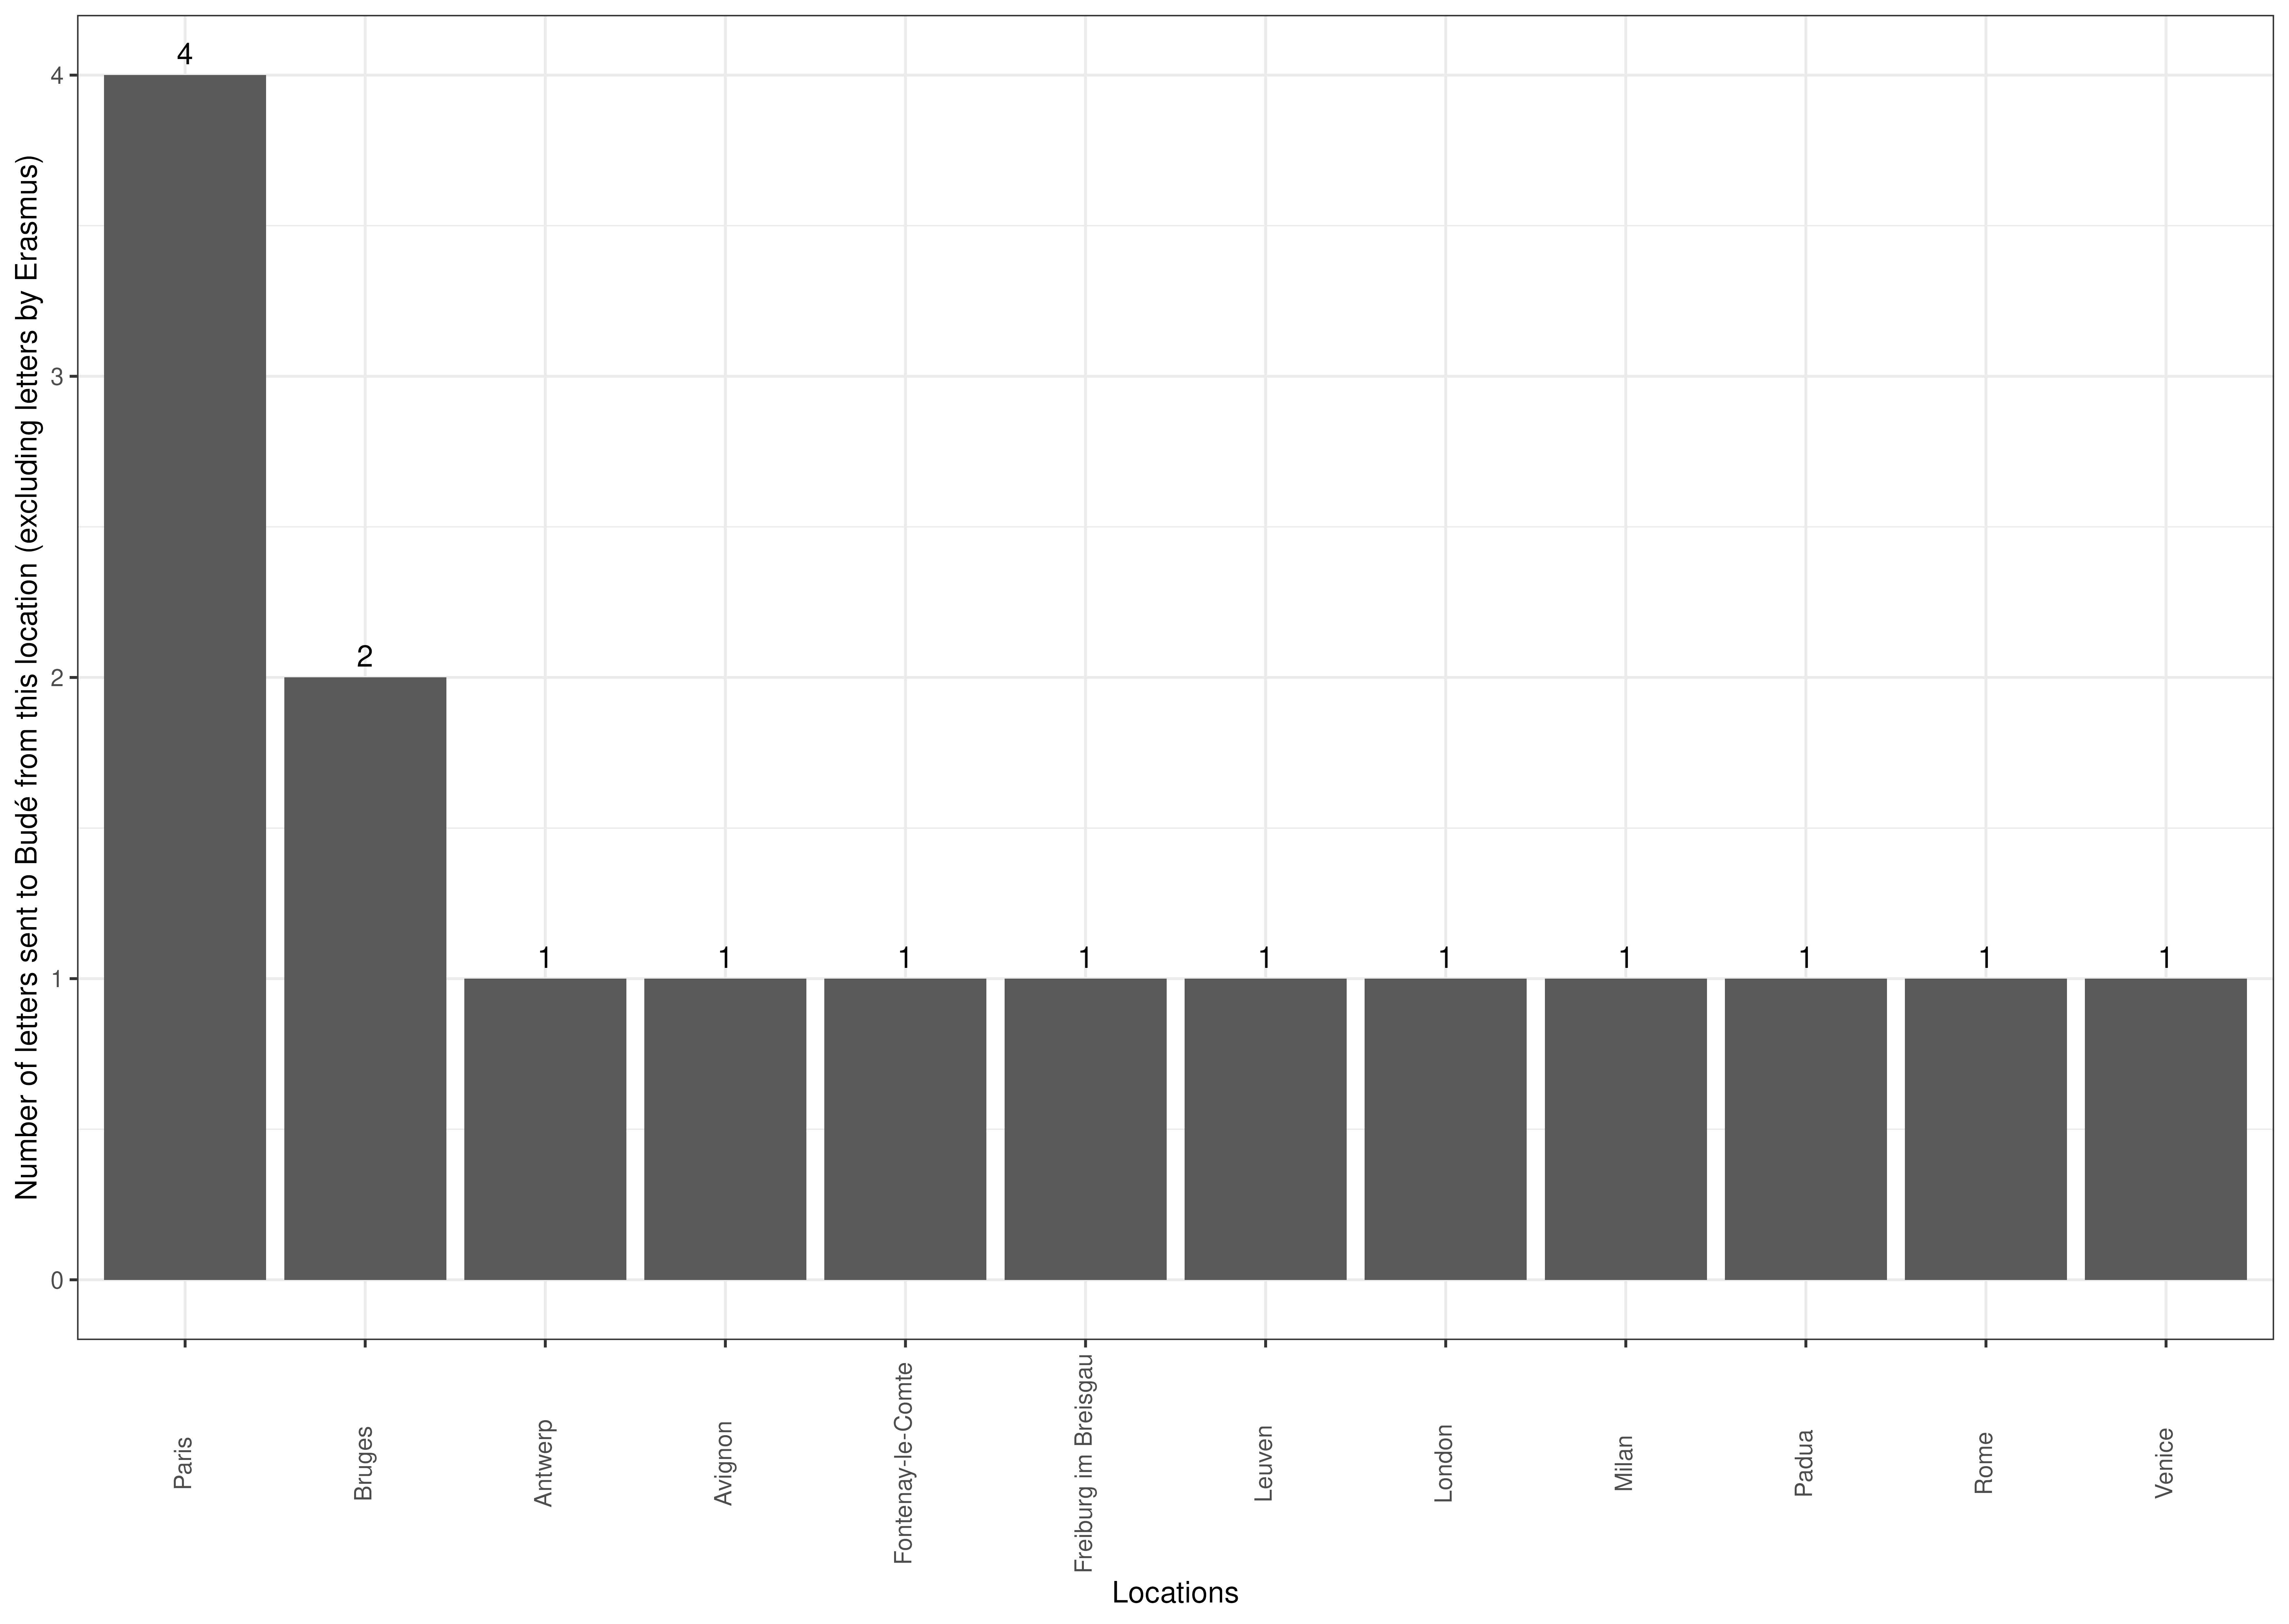 Number of letters sent to Budé from this location (excluding letters by Erasmus)
4
3
2
1
0
4
2
1
1
1
1
1
1
1
1
1
1
Paris
Bruges
Antwerp
Avignon
Fontenay-le-Comte
Freiburg im Breisgau
Leuven
London
Milan
Padua
Rome
Venice
Locations